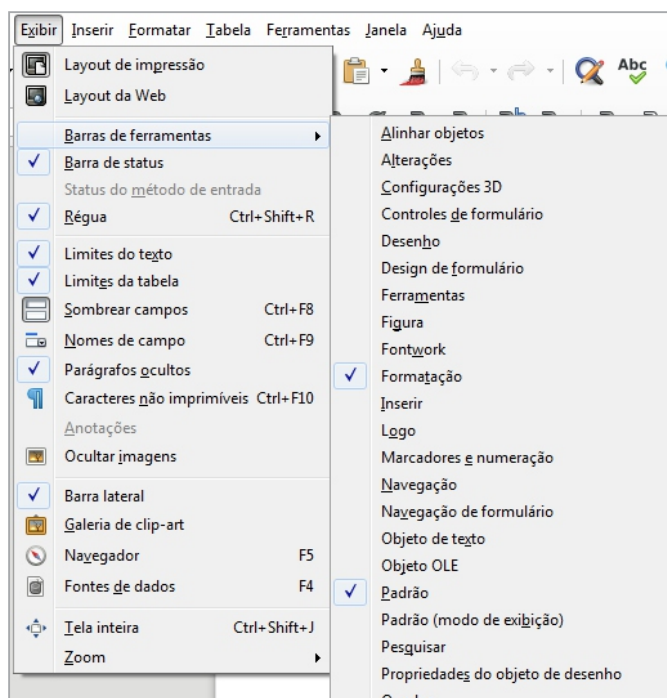 Exibir Inserir Formatar Tabela Ferramentas Janela Ajuda
Abc
Layout de impressão
Layout da Web
Barras de ferramentas
Barra de status
Status do método de entrada
Régua Ctrl+Shift+R
Limites do texto
Limites da tabela
Sombrear campos Ctrl+F8
Nomes de campo Ctrl+F9
Parágrafos ocultos
Caracteres não imprimíveis Ctrl+F10
Anotações
Ocultar imagens
Barra lateral
Galeria de clip-art
Navegador F5
Fontes de dados F4
Tela inteira Ctrl+Shift+J
Zoom
Alinhar objetos
Alterações
Configurações 3D
Controles de formulário
Desenho
Design de formulário
Ferramentas
Figura
Fontwork
Formatação
Inserir
Logo
Marcadores e numeração
Navegação
Navegação de formulário
Objeto de texto
Objeto OLE
Padrão
Padrão (modo de exibição)
Pesquisar
Propriedades do objeto de desenho